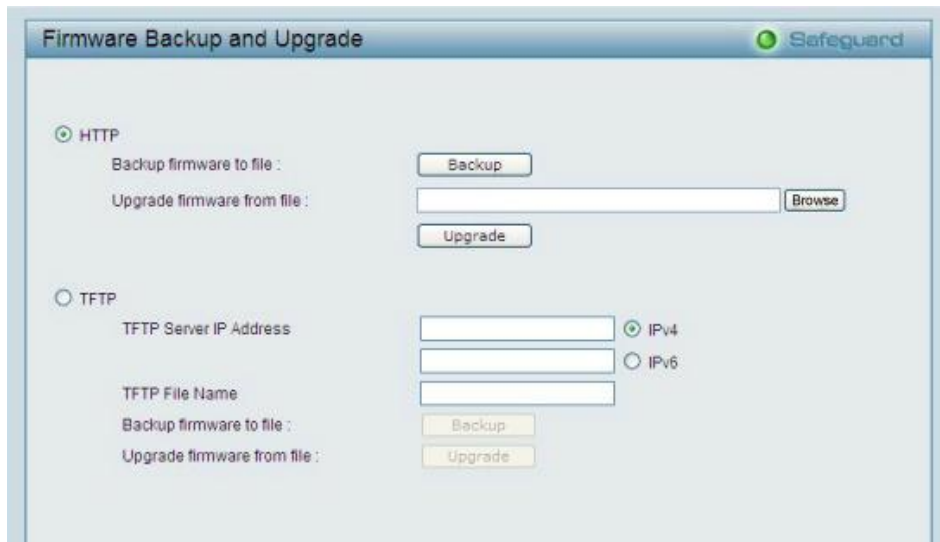 Firmware Backup and Upgrade Safeguard
HTTP
Backup firmware to file : Backup
Upgrade firmware from file : Browse
Upgrade
TFTP
TFTP Server IP Address IPv4
IPv6
TFTP File Name
Backup firmware to file : Backup
Upgrade firmware from file : Upgrade